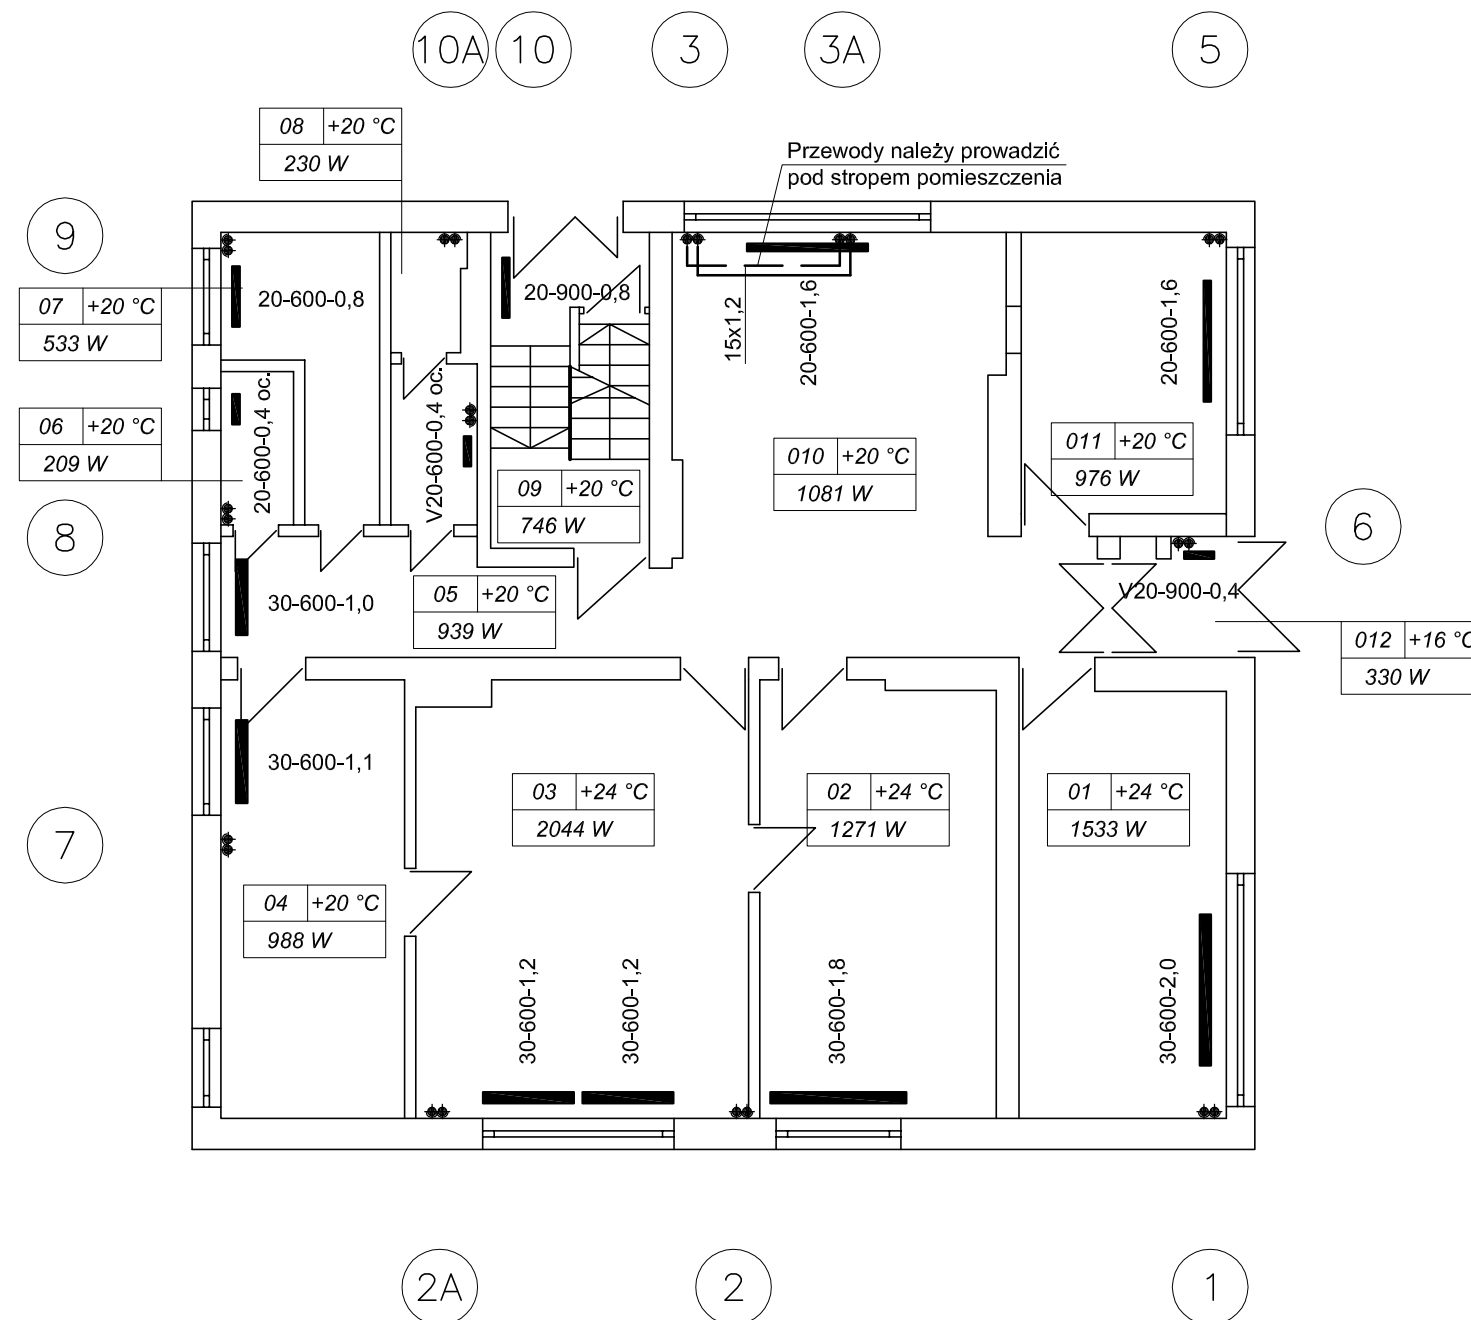 10A
10
3
3A
5
08 +20 °C
230 W
Przewody należy prowadzić
pod stropem pomieszczenia
9
07 +20 °C
533 W
20-600-0,8
20-900-0,8
15x1,2
20-600-1,6
20-600-1,6
06 +20 °C
209 W
20-600-0,4 oc.
V20-600-0,4 oc.
09 +20 °C
746 W
010 +20 °C
1081 W
011 +20 °C
976 W
8
6
30-600-1,0
05 +20 °C
939 W
V20-900-0,4
012 +16 °C
330 W
7
30-600-1,1
03 +24 °C
2044 W
02 +24 °C
1271 W
01 +24 °C
1533 W
04 +20 °C
988 W
30-600-1,2
30-600-1,2
30-600-1,8
30-600-2,0
2A
2
1